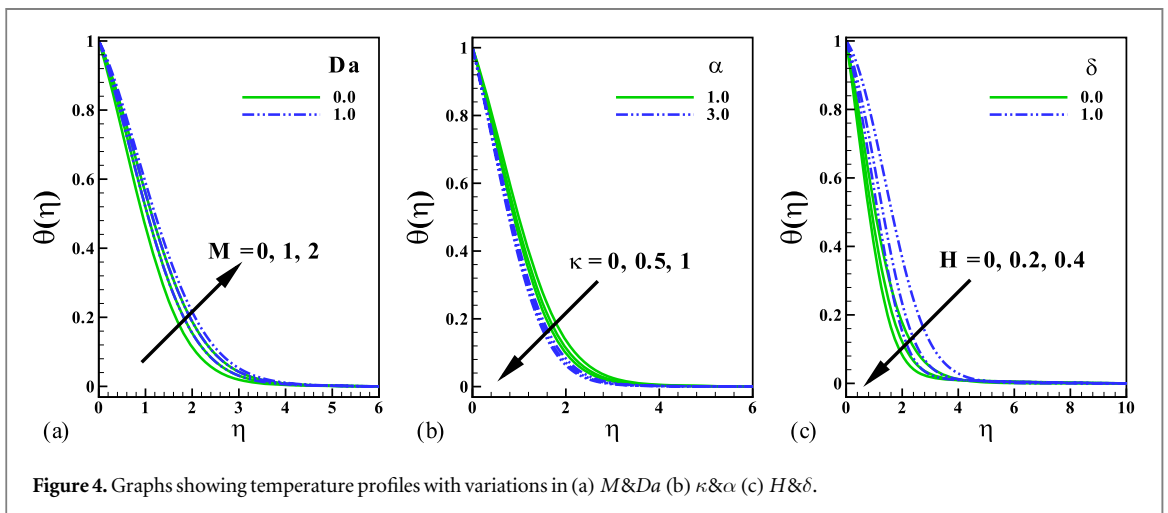 1
0.8
0.6
0.4
0.2
0
θ(η)
Da
0.0
1.0
M = 0, 1, 2
0 1 2 3 4 5 6
(a) η
1
0.8
0.6
0.4
0.2
0
θ(η)
α
1.0
3.0
κ = 0, 0.5, 1
0 2 4 6
(b) η
1
0.8
0.6
0.4
0.2
0
θ(η)
δ
0.0
1.0
H = 0, 0.2, 0.4
0 2 4 6 8 10
(c) η
Figure 4. Graphs showing temperature profiles with variations in (a) M&Da (b) κ&α (c) H&δ.